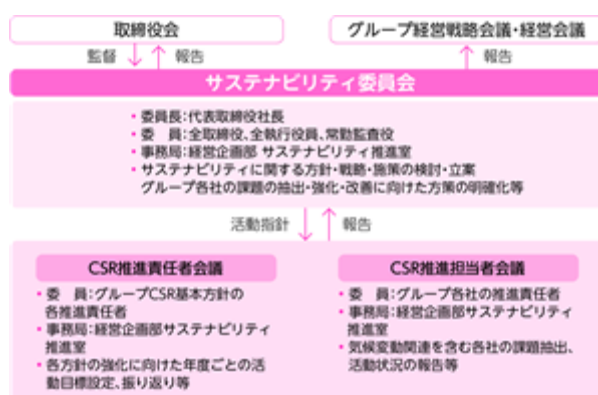 取締役会
グループ経営戦略会議・経営会議
監督
報告
報告
サステナビリティ委員会
・委員長:代表取締役社長
・委　員:全取締役、全執行役員、常勤監査役
・事務局:経営企画部 サステナビリティ推進室
・サステナビリティに関する方針・戦略・施策の検討・立案
グループ各社の課題の抽出・強化・改善に向けた方策の明確化等
活動指針
報告
CSR推進責任者会議
・委　員:グループCSR基本方針の
各推進責任者
・事務局:経営企画部サステナビリティ
推進室
・各方針の強化に向けた年度ごとの活
動目標設定、振り返り等
CSR推進担当者会議
・委　員:グループ各社の推進責任者
・事務局:経営企画部サステナビリティ
推進室
・気候変動関連を含む各社の課題抽出、
活動状況の報告等